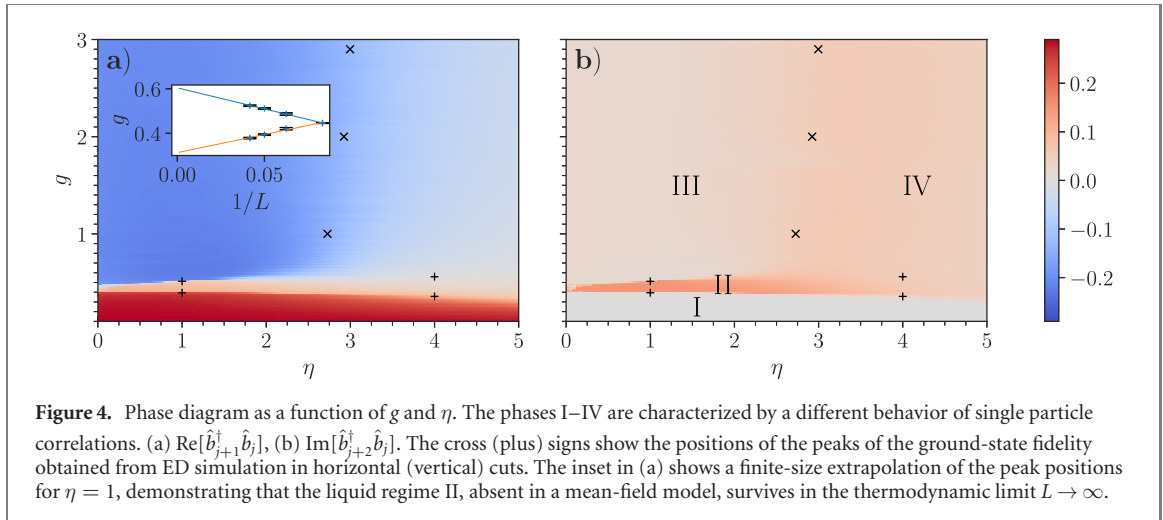 3
2
1
g
a)
0.6
0.4
g
0.00
0.05
1/L
0
1
2
3
4
5
η
b)
III
IV
II
I
0
1
2
3
4
5
η
0.2
0.1
0.0
−0.1
−0.2
Figure 4. Phase diagram as a function of g and η. The phases I–IV are characterized by a different behavior of single particle
correlations. (a) Re[b̂†j+1b̂j], (b) Im[b̂†j+2b̂j]. The cross (plus) signs show the positions of the peaks of the ground-state fidelity
obtained from ED simulation in horizontal (vertical) cuts. The inset in (a) shows a finite-size extrapolation of the peak positions
for η = 1, demonstrating that the liquid regime II, absent in a mean-field model, survives in the thermodynamic limit L → ∞.